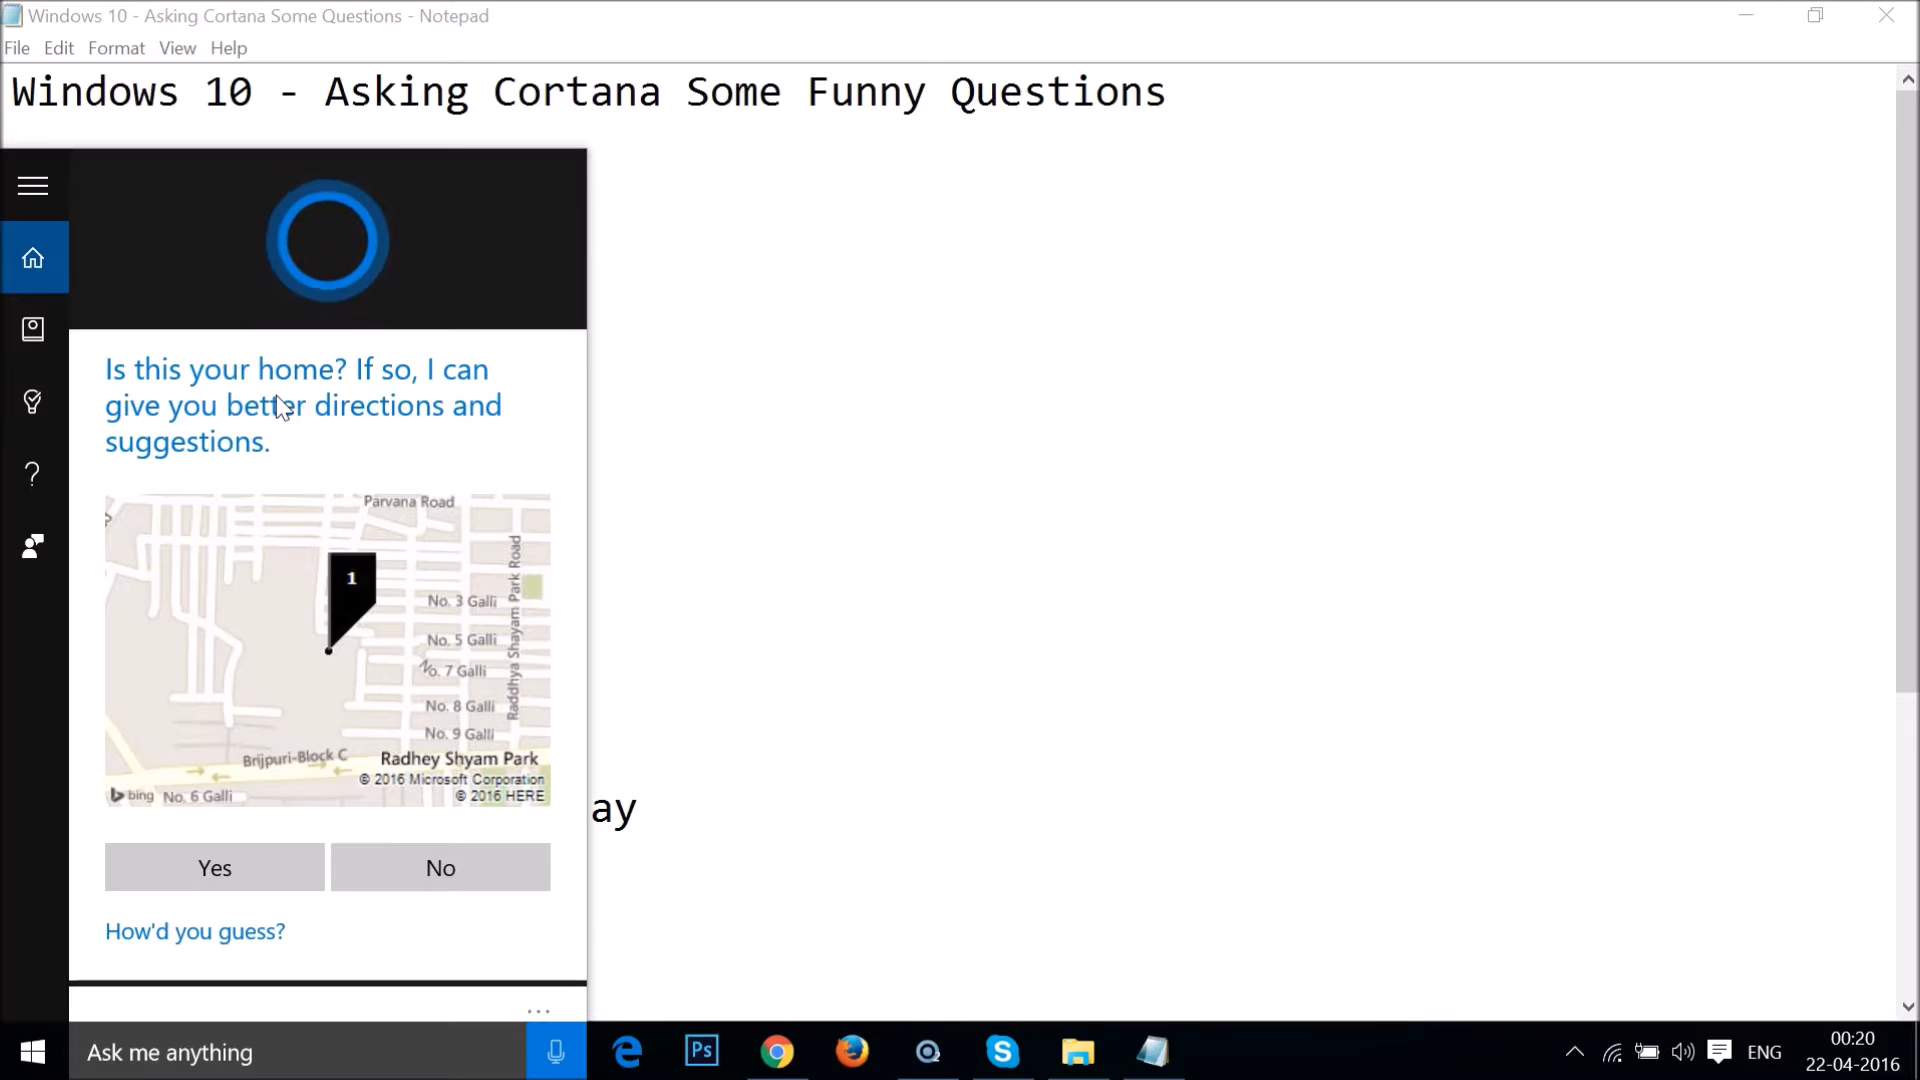 Windows 10 - Asking Cortana Some Questions - Notepad
File Edit Format View Help
Windows 10 - Asking Cortana Some Funny Questions
Is this your home? If so, I can
give you better directions and
suggestions.
Parvana Road
1
No. 3 Galli
No. 5 Galli
No. 7 Galli
No. 8 Galli
No. 9 Galli
Raddhya Shayam Park Road
Brijpuri-Block C
Radhey Shyam Park
© 2016 Microsoft Corporation
© 2016 HERE
bing
No. 6 Galli
ay
Yes
No
How'd you guess?
...
Ask me anything
Ps
ENG
00:20
22-04-2016